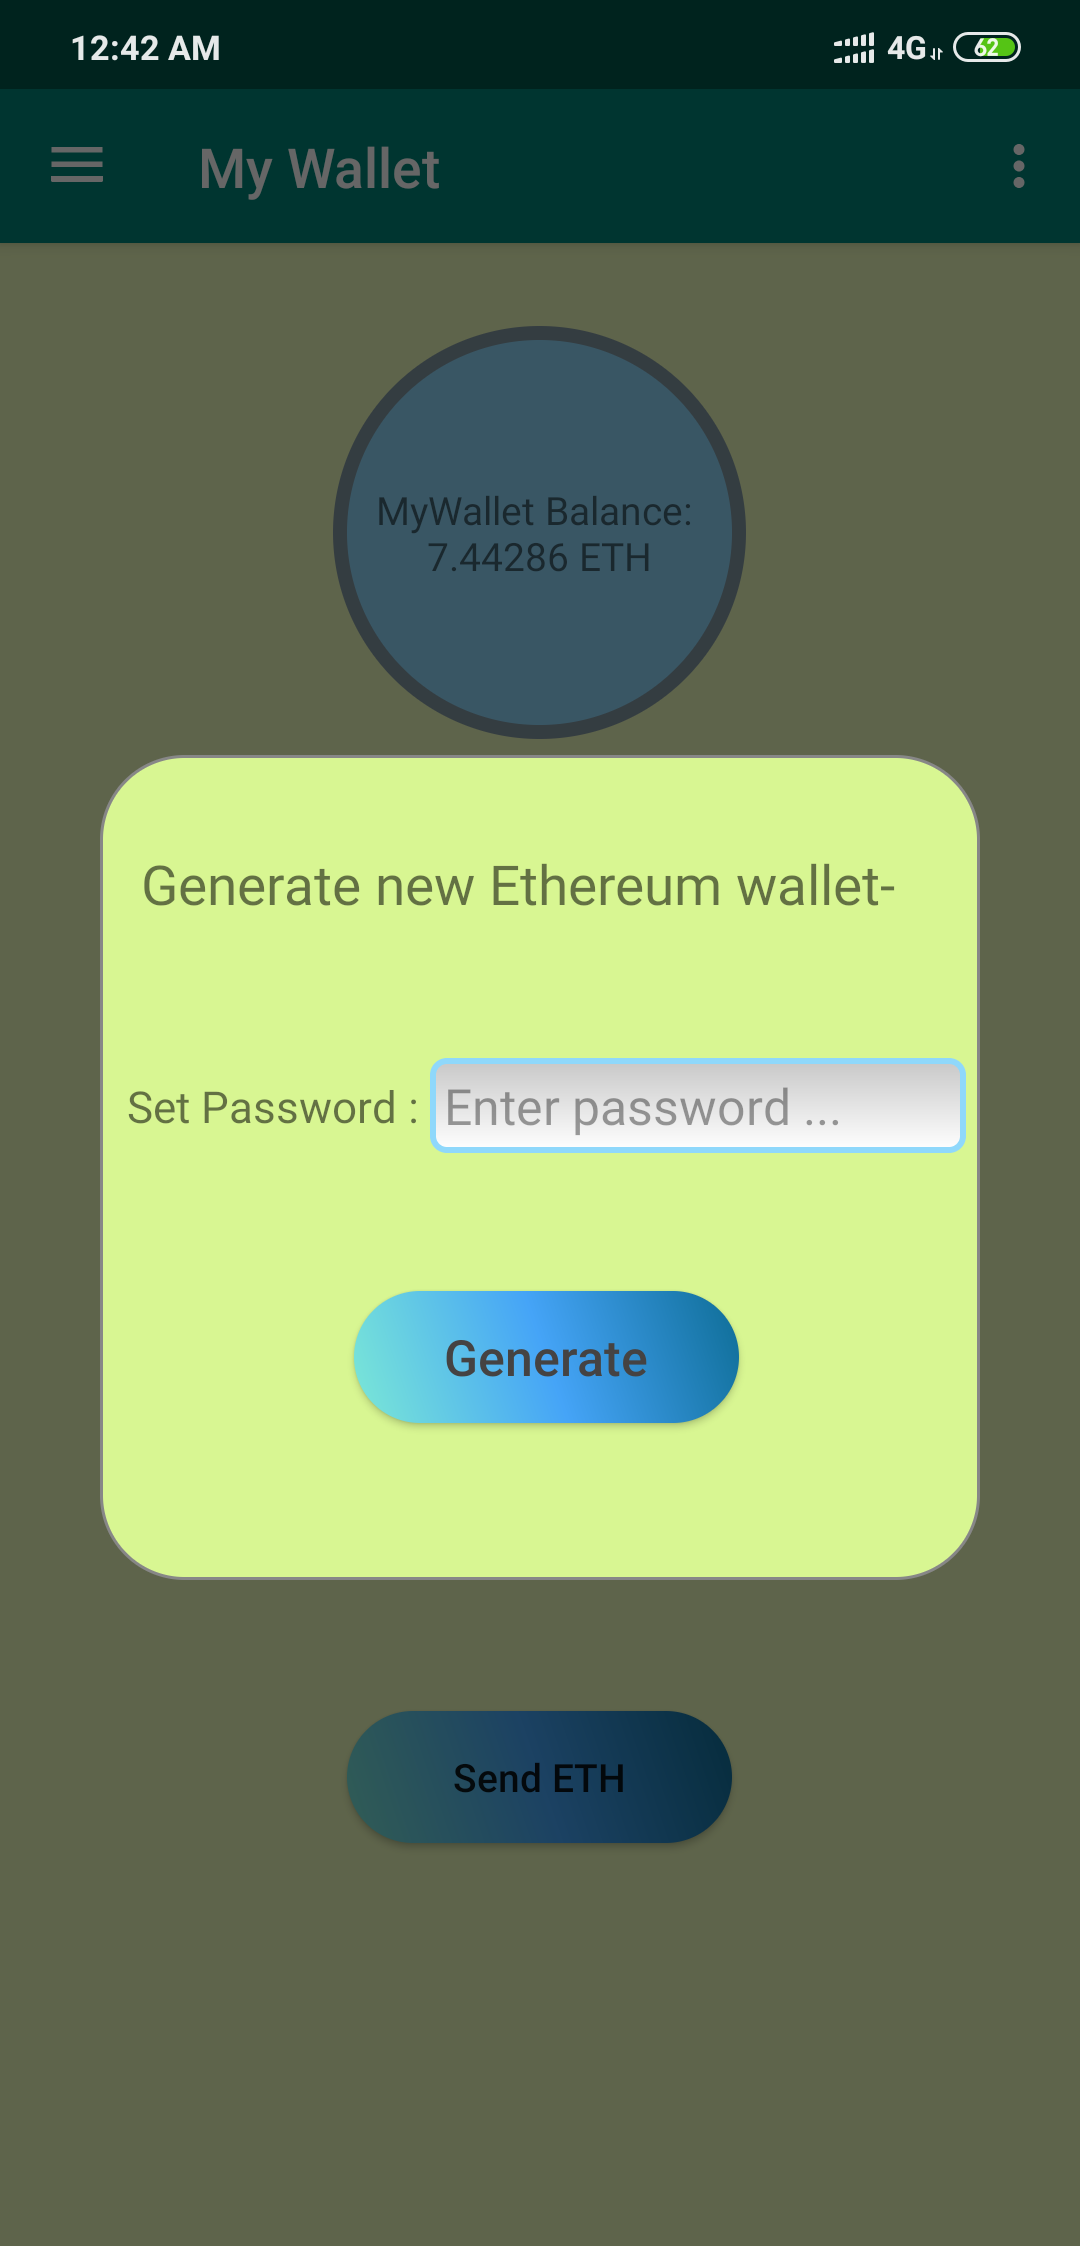 12:42 AM 4G 62
My Wallet
MyWallet Balance:
7.44286 ETH
Generate new Ethereum wallet-
Set Password : Enter password ...
Generate
Send ETH